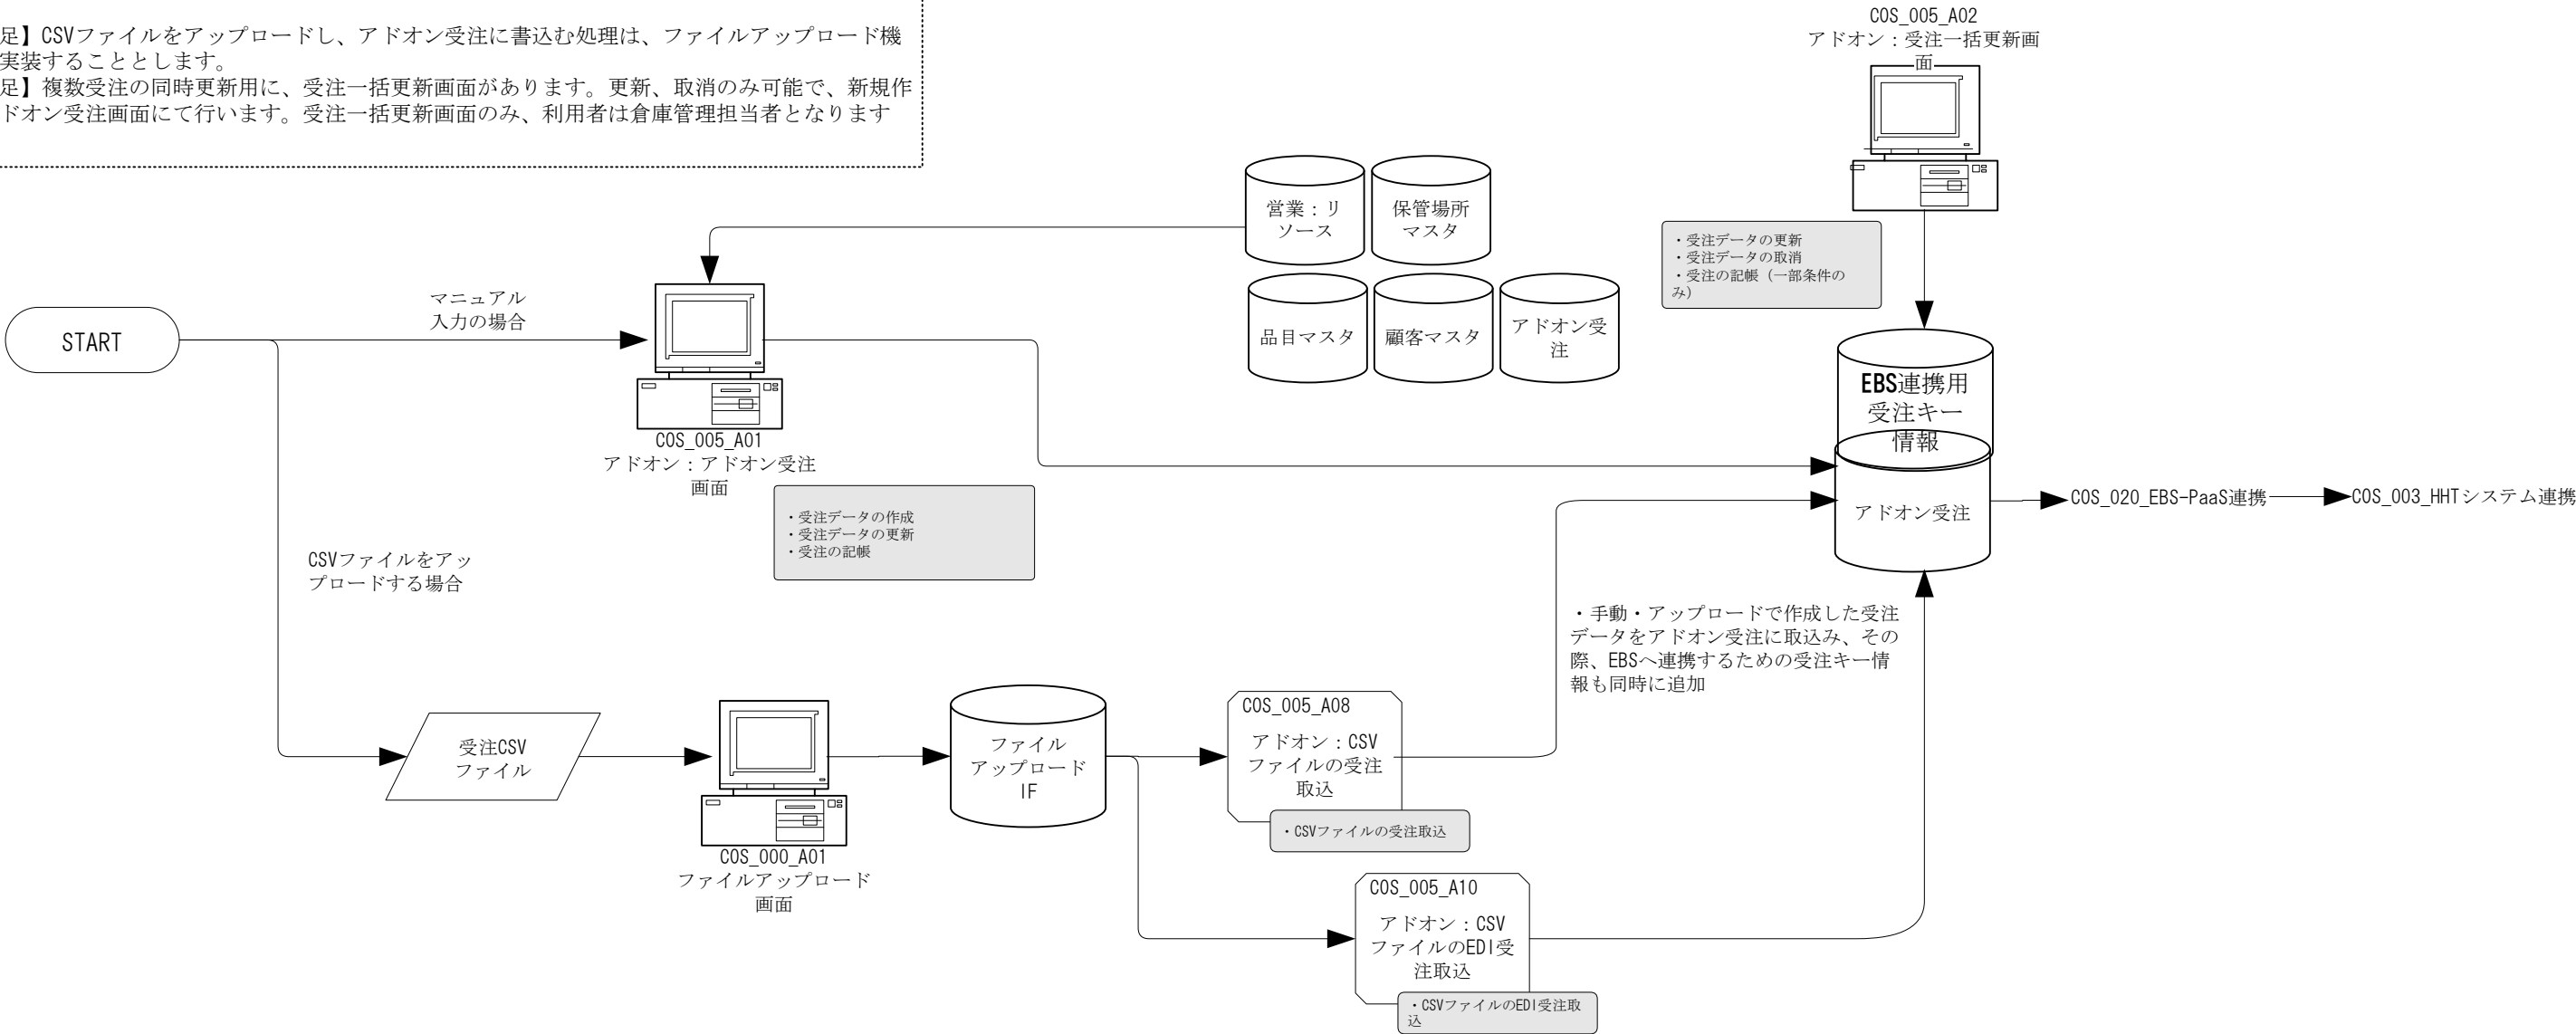 足】CSVファイルをアップロードし、アドオン受注に書込む処理は、ファイルアップロード機
実装することとします。
足】複数受注の同時更新用に、受注一括更新画面があります。更新、取消のみ可能で、新規作
ドオン受注画面にて行います。受注一括更新画面のみ、利用者は倉庫管理担当者となります
COS_005_A02
アドオン：受注一括更新画
面
営業：リ
ソース
保管場所
マスタ
・受注データの更新
・受注データの取消
・受注の記帳（一部条件の
み）
マニュアル
入力の場合
START
品目マスタ
顧客マスタ
アドオン受
注
EBS連携用
受注キー
情報
COS_005_A01
アドオン：アドオン受注
画面
・受注データの作成
・受注データの更新
・受注の記帳
アドオン受注
COS_020_EBS-PaaS連携
COS_003_HHTシステム連携
CSVファイルをアッ
プロードする場合
・手動・アップロードで作成した受注
データをアドオン受注に取込み、その
際、EBSへ連携するための受注キー情
報も同時に追加
受注CSV
ファイル
COS_000_A01
ファイルアップロード
画面
ファイル
アップロード
IF
COS_005_A08
アドオン：CSV
ファイルの受注
取込
・CSVファイルの受注取込
COS_005_A10
アドオン：CSV
ファイルのEDI受
注取込
・CSVファイルのEDI受注取
込